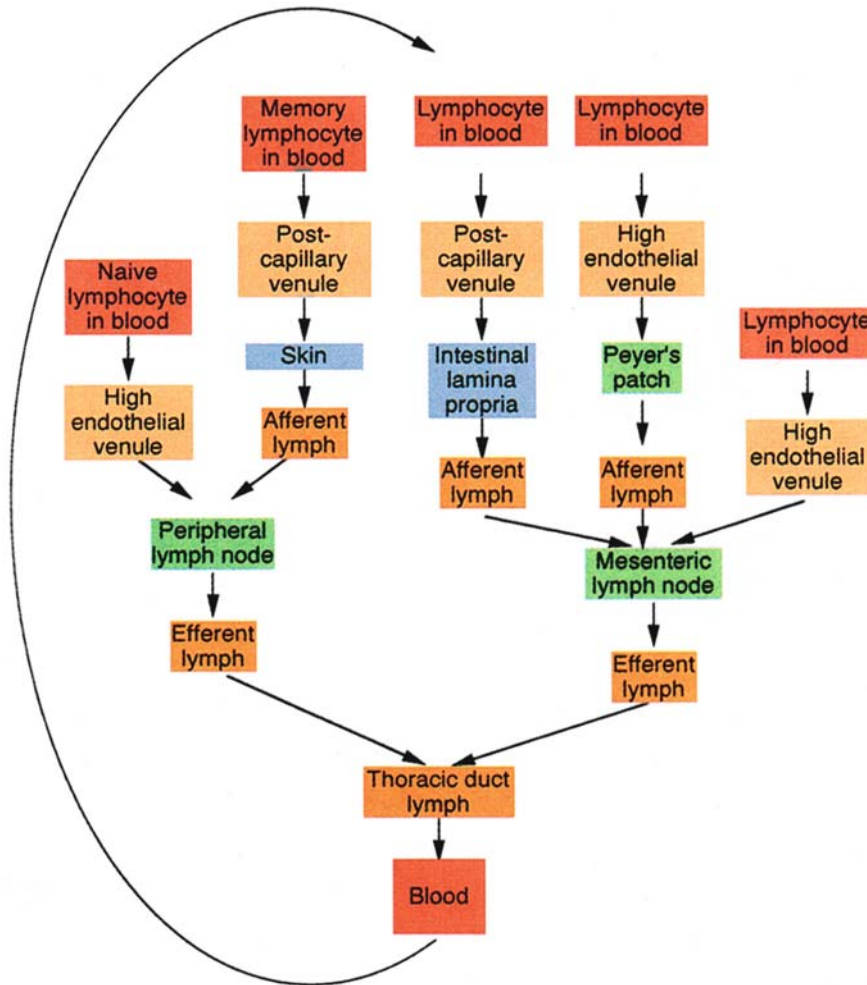 Memory
lymphocyte
in blood
Lymphocyte
in blood
Lymphocyte
in blood
Post-
capillary
venule
Post-
capillary
venule
High
endothelial
venule
Naive
lymphocyte
in blood
Lymphocyte
in blood
Skin
Intestinal
lamina
propria
Peyer's
patch
High
endothelial
venule
Afferent
lymph
High
endothelial
venule
Afferent
lymph
Afferent
lymph
Peripheral
lymph node
Mesenteric
lymph node
Efferent
lymph
Efferent
lymph
Thoracic duct
lymph
Blood